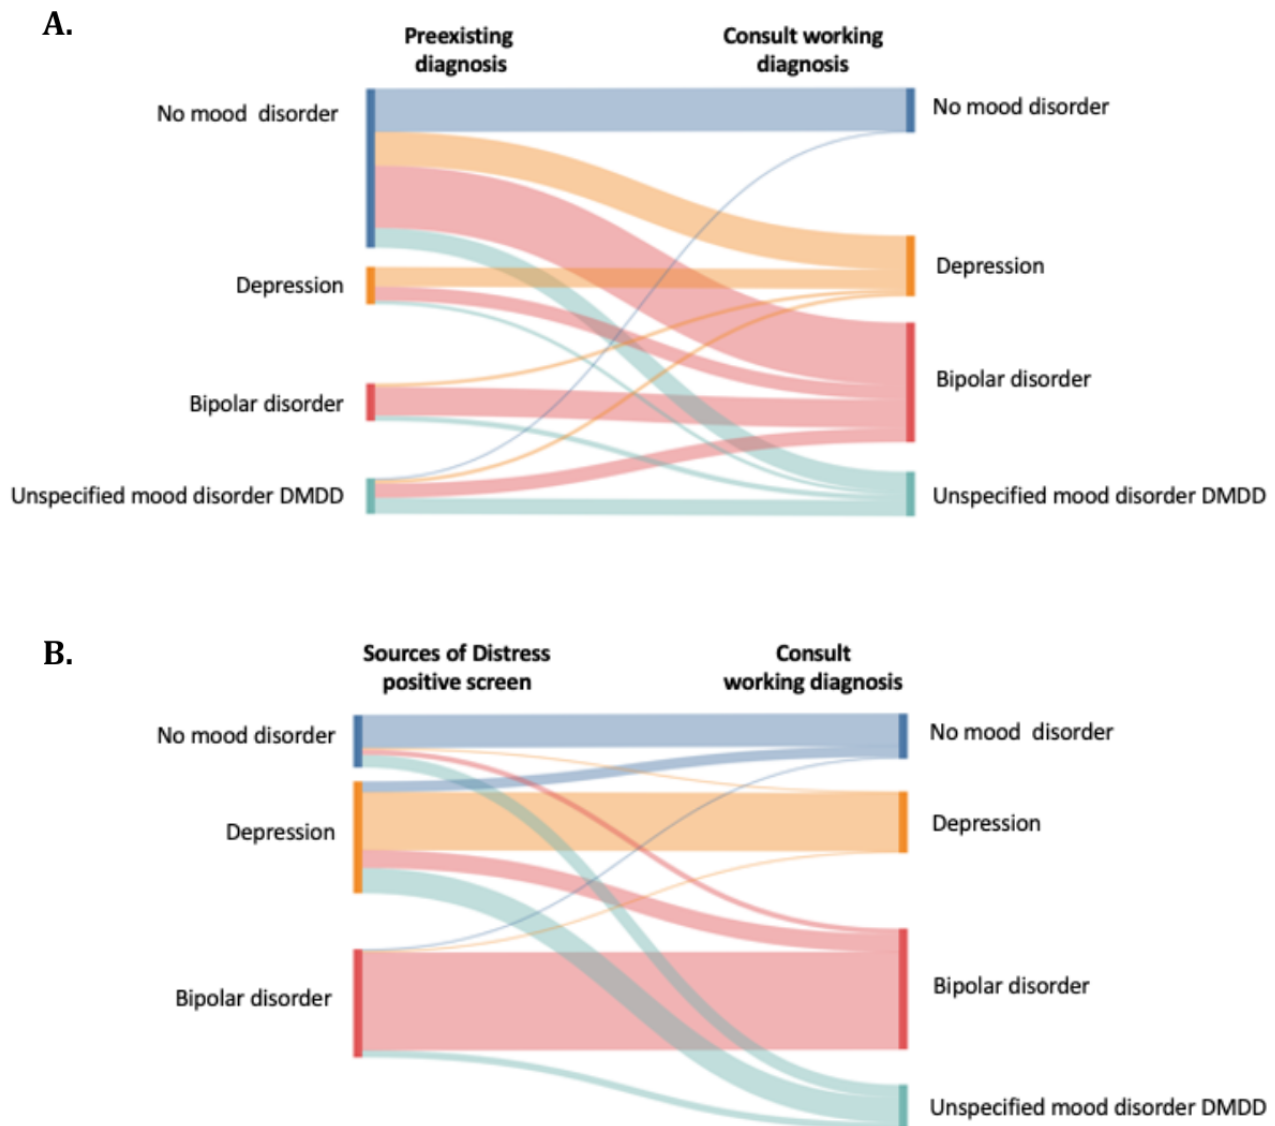 A.
Preexisting
diagnosis
Consult working
diagnosis
No mood disorder
No mood disorder
Depression
Depression
Bipolar disorder
Bipolar disorder
Unspecified mood disorder DMDD
Unspecified mood disorder DMDD
B.
Sources of Distress
positive screen
Consult
working diagnosis
No mood disorder
No mood disorder
Depression
Depression
Bipolar disorder
Bipolar disorder
Unspecified mood disorder DMDD